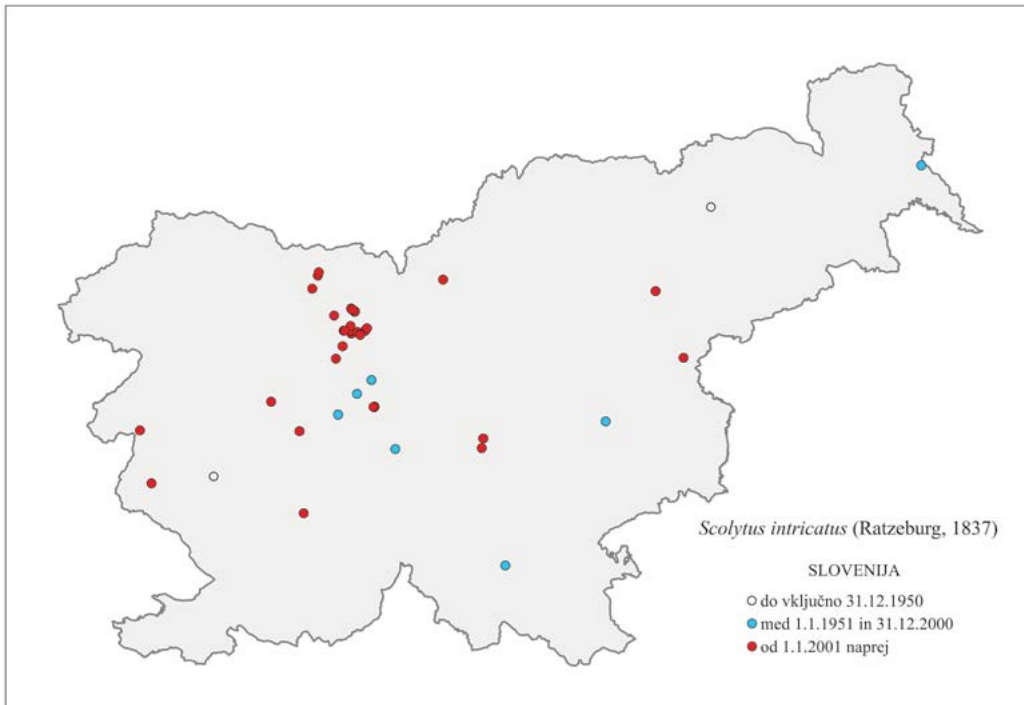 Scolytus intricatus (Ratzeburg, 1837)
SLOVENIJA
do vključno 31.12.1950
med 1.1.1951 in 31.12.2000
od 1.1.2001 naprej